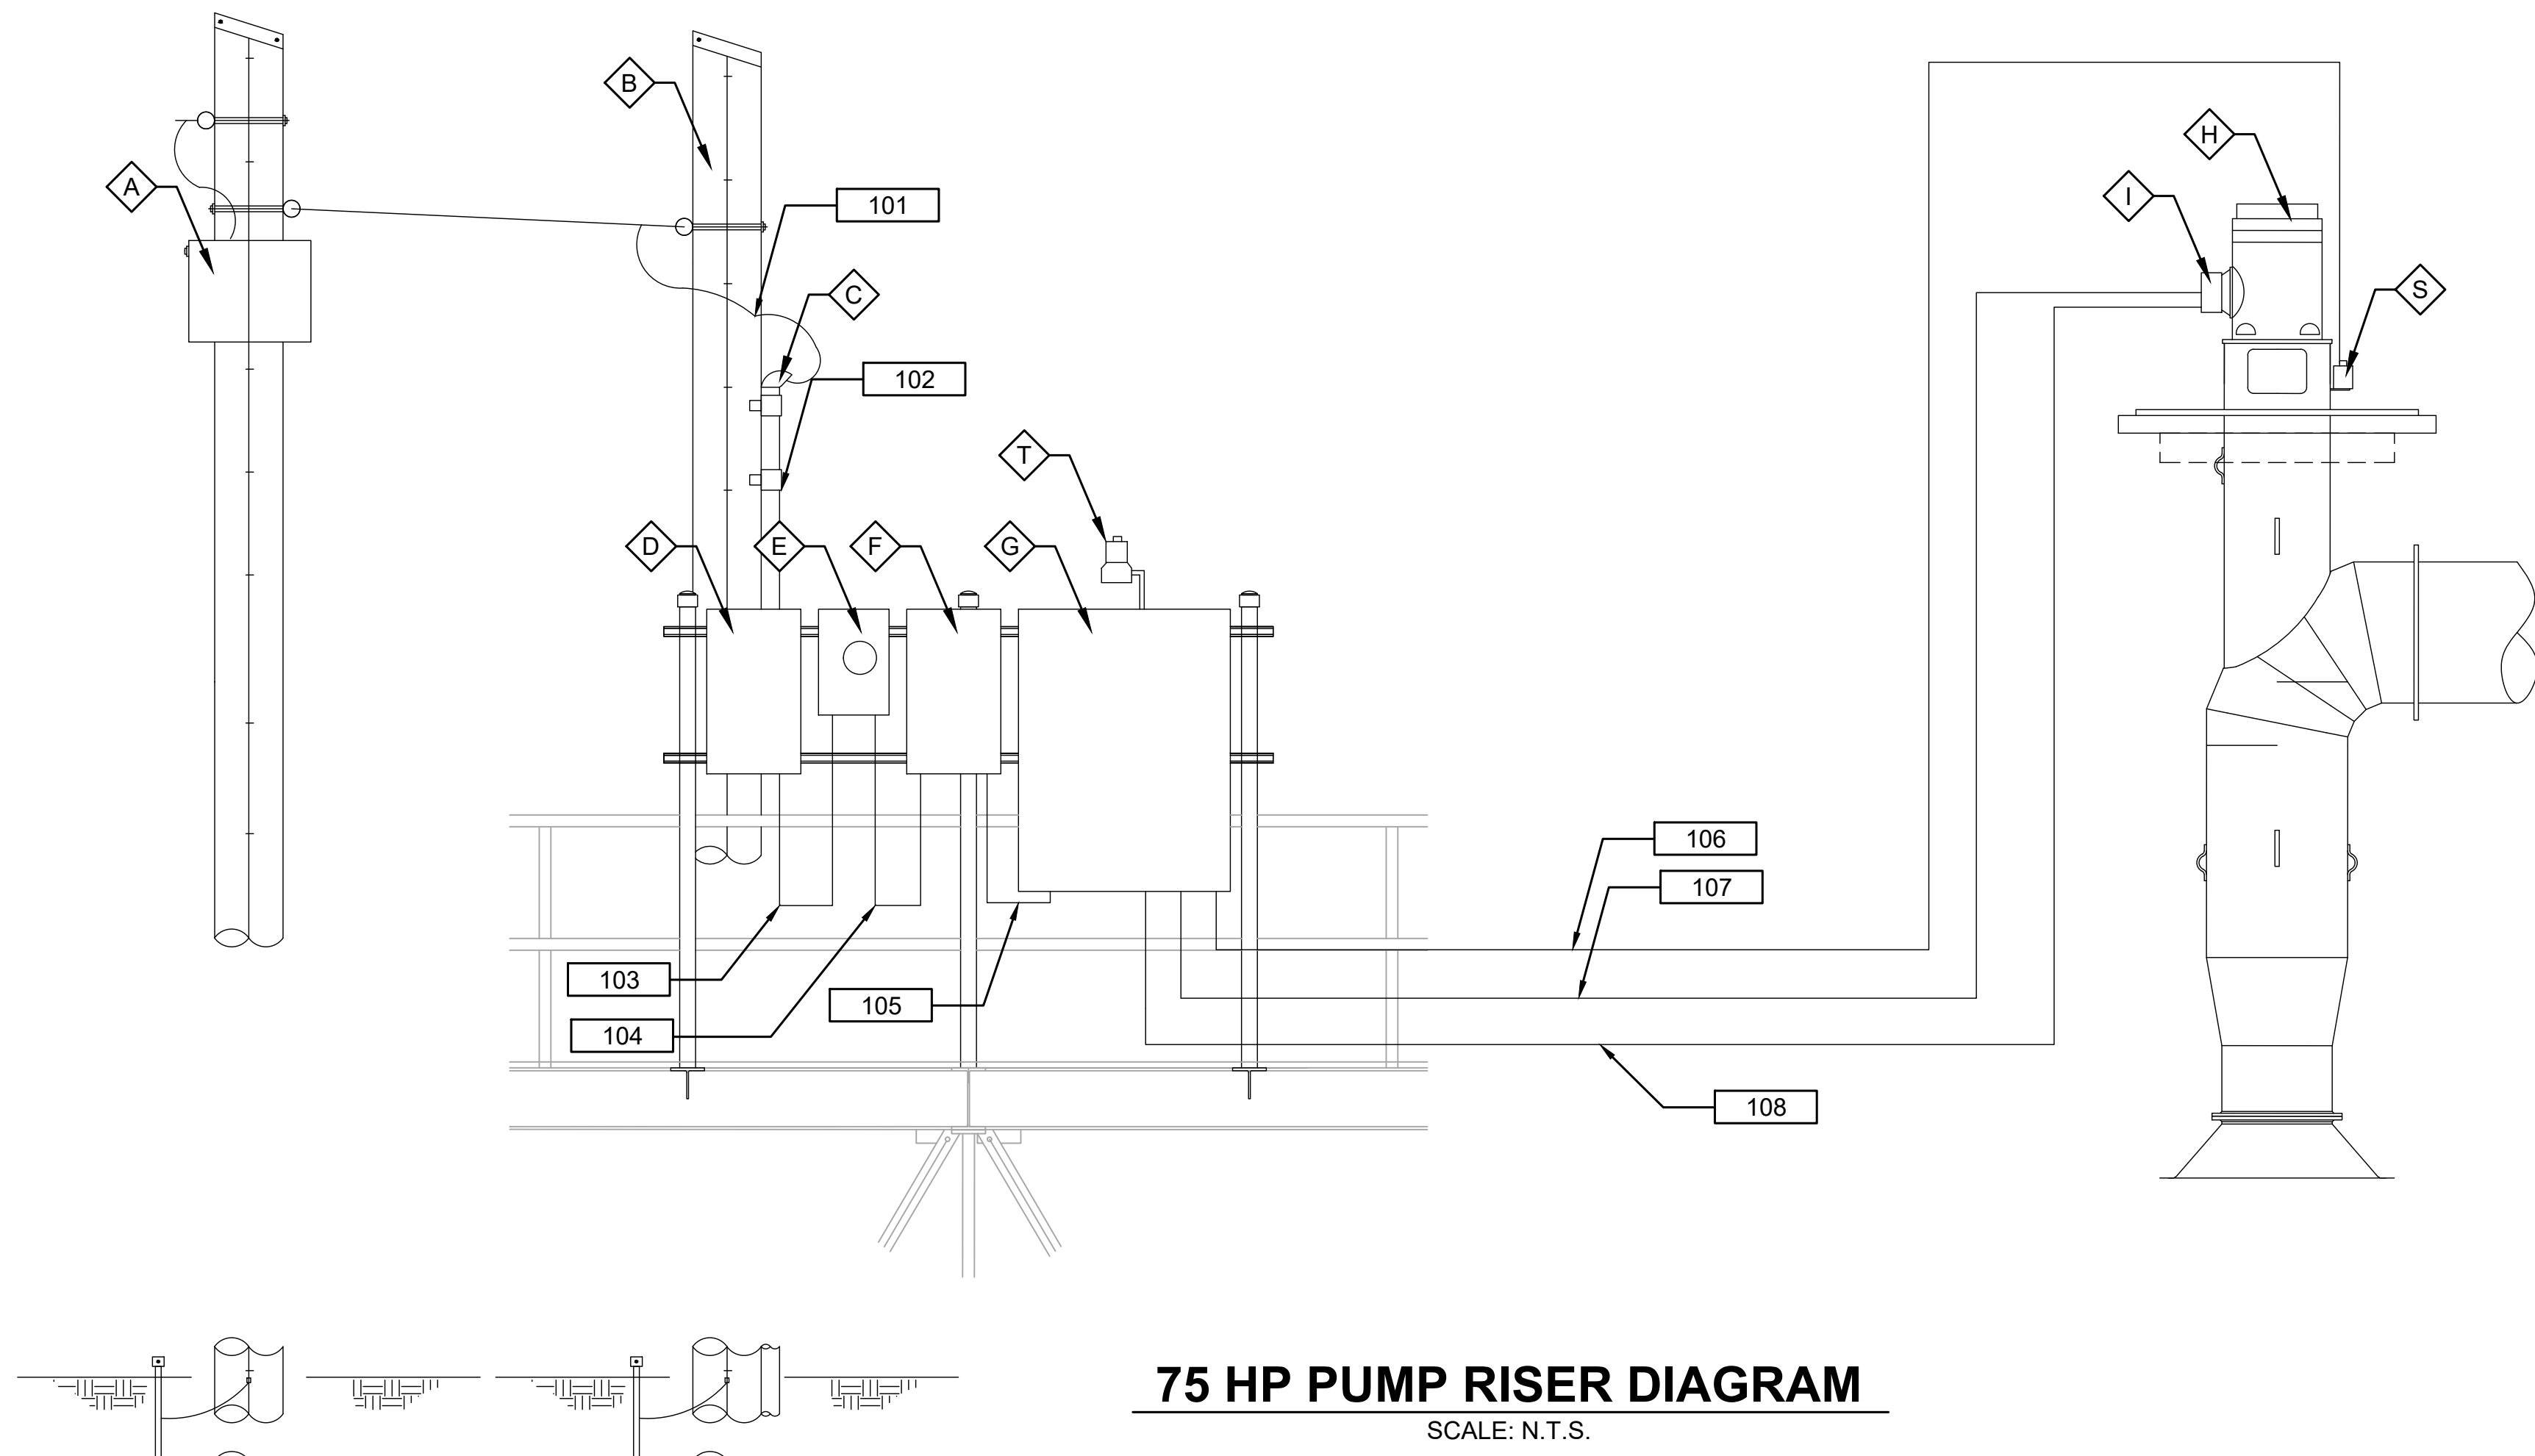 A
B
H
I
101
C
S
102
T
D
E
F
G
106
107
103
105
104
108
75 HP PUMP RISER DIAGRAM
SCALE: N.T.S.